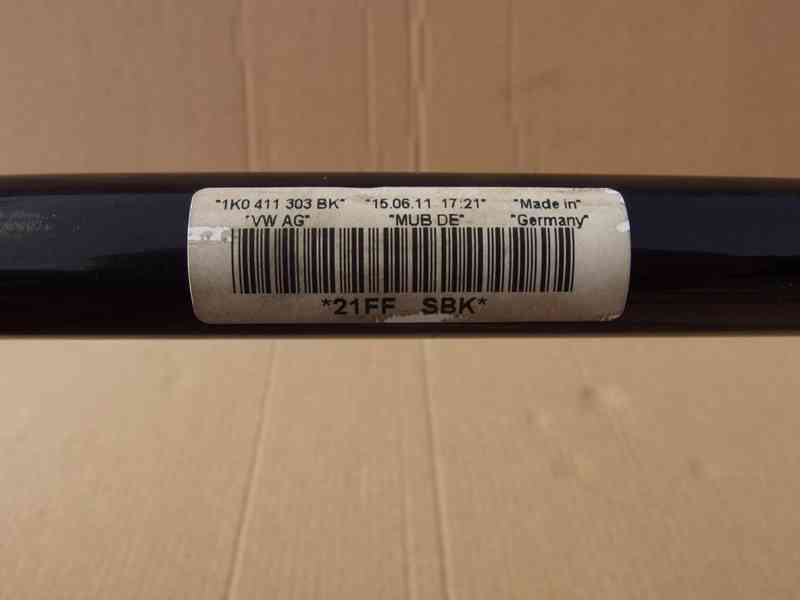 "1K0 411 303 BK" "15.06.11 17:21" "Made in"
"VW AG" "MUB DE" "Germany"
*21FF SBK*